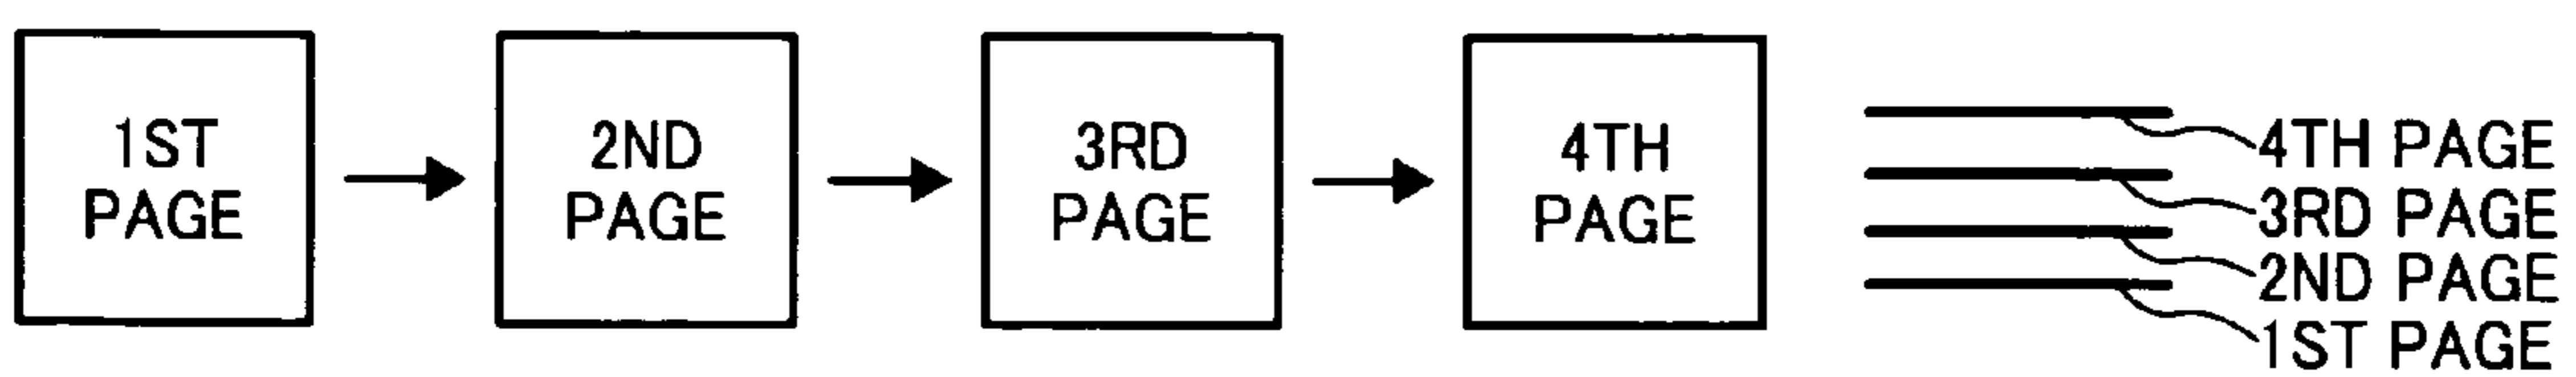 1ST
PAGE
2ND
PAGE
3RD
PAGE
4TH
PAGE
4TH PAGE
3RD PAGE
2ND PAGE
1ST PAGE